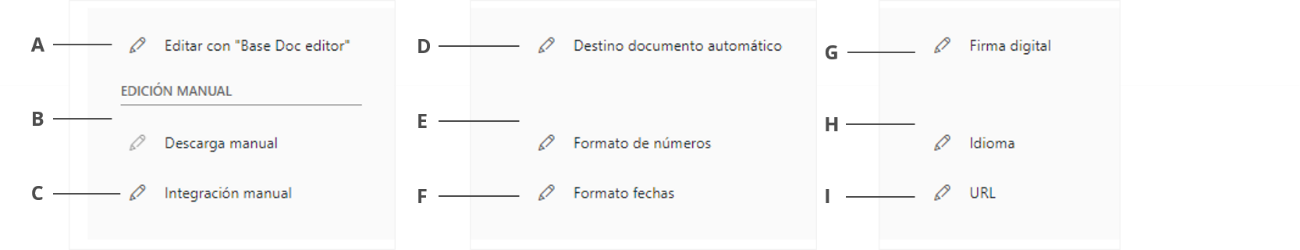 A Editar con "Base Doc editor"
EDICIÓN MANUAL
B Descarga manual
C Integración manual
D Destino documento automático
E Formato de números
F Formato fechas
G Firma digital
H Idioma
I URL